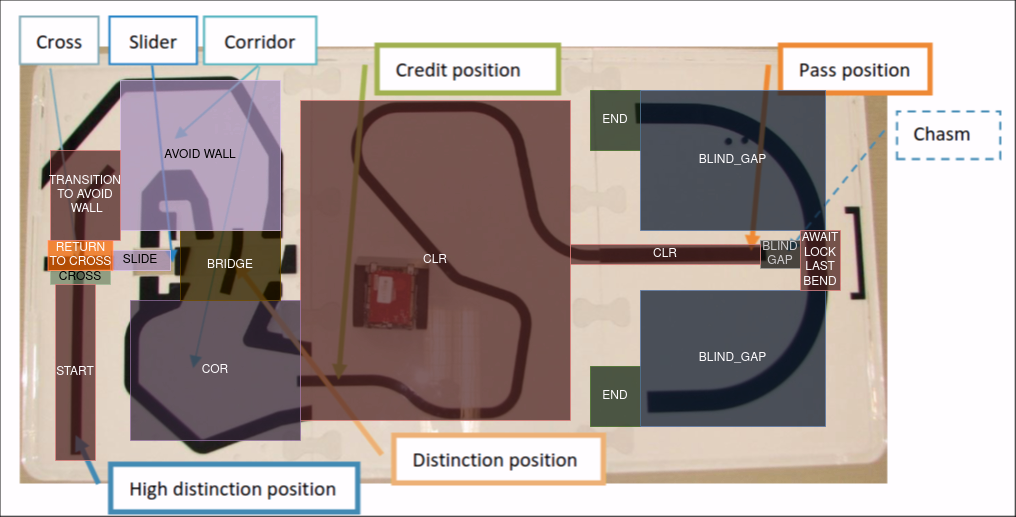 Cross
Slider
Corridor
Credit position
Pass position
Chasm
AVOID WALL
TRANSITION
TO AVOID
WALL
RETURN
TO CROSS
CROSS
SLIDE
BRIDGE
START
COR
CLR
CLR
END
BLIND_GAP
BLIND
GAP
AWAIT
LOCK
LAST
BEND
END
BLIND_GAP
Distinction position
High distinction position